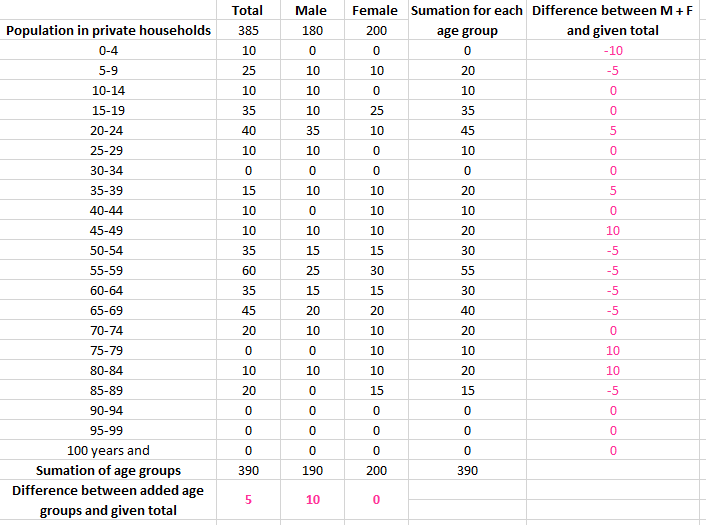 Total Male Female Sumation for each Difference between M + F
Population in private households 385 180 200 age group and given total
0-4 10 0 0 0 -10
5-9 25 10 10 20 -5
10-14 10 10 0 10 0
15-19 35 10 25 35 0
20-24 40 35 10 45 5
25-29 10 10 0 10 0
30-34 0 0 0 0 0
35-39 15 10 10 20 5
40-44 10 0 10 10 0
45-49 10 10 10 20 10
50-54 35 15 15 30 -5
55-59 60 25 30 55 -5
60-64 35 15 15 30 -5
65-69 45 20 20 40 -5
70-74 20 10 10 20 0
75-79 0 0 10 10 10
80-84 10 10 10 20 10
85-89 20 0 15 15 -5
90-94 0 0 0 0 0
95-99 0 0 0 0 0
100 years and 0 0 0 0 0
Sumation of age groups 390 190 200 390
Difference between added age
groups and given total 5 10 0